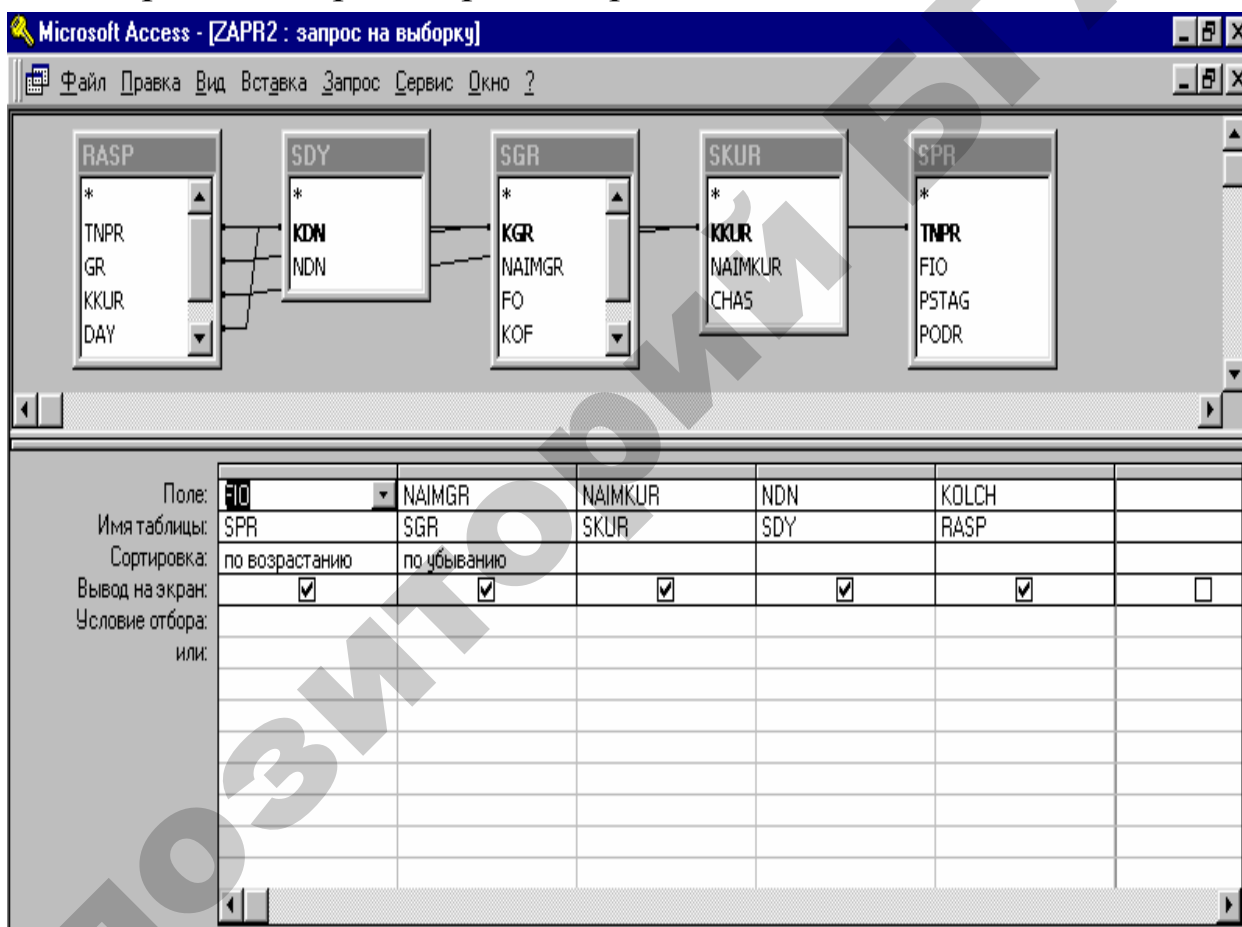 Microsoft Access - [ZAPR2 : запрос на выборку]
Файл Правка Вид Вставка Запрос Сервис Окно ?
RASP SDY SGR SKUR SPR
* * * * *
TNPR KDN KGR KKUR TNPR
GR NDN NAIMGR NAIMKUR FIO
KKUR FO CHAS PSTAG
DAY KOF PODR
Поле: FIO NAIMGR NAIMKUR NDN KOLCH
Имя таблицы: SPR SGR SKUR SDY RASP
Сортировка: по возрастанию по убыванию
Вывод на экран:
Условие отбора:
или:
позиторий БГА